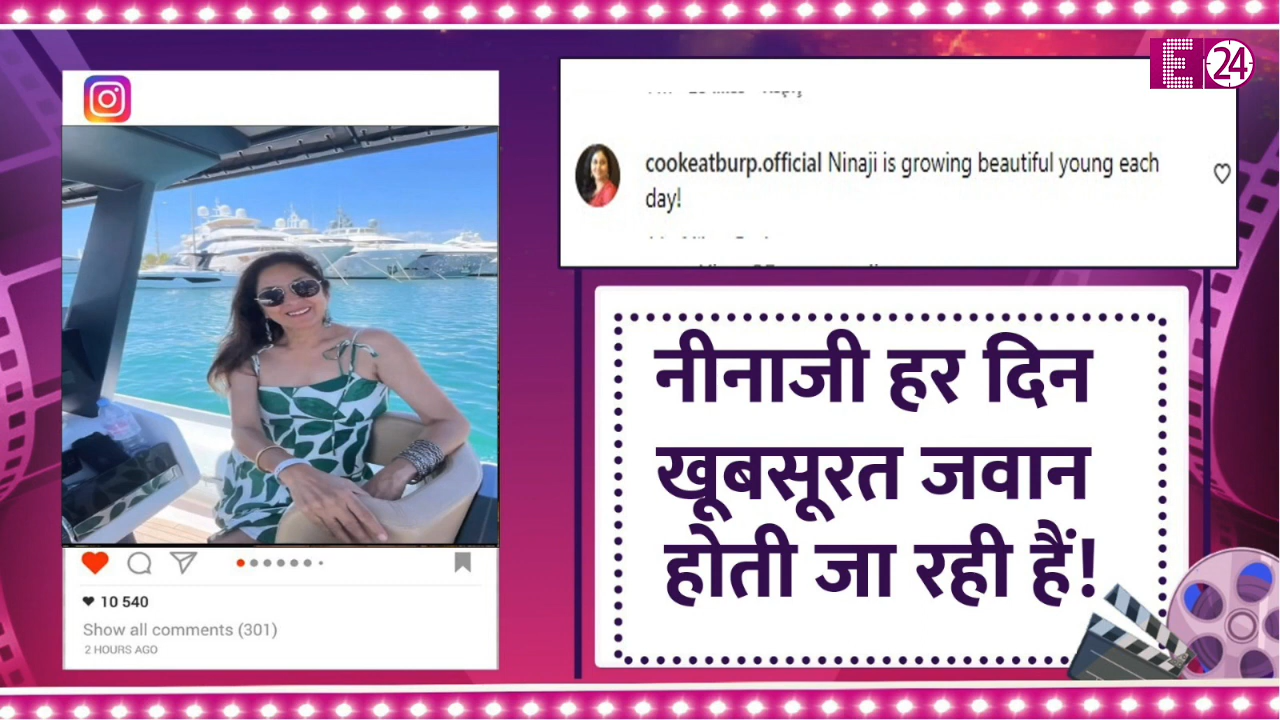 E 24
cookeatburp.official Ninaji is growing beautiful young each
day!
नीनाजी हर दिन
खूबसूरत जवान
होती जा रही हैं!
10 540
Show all comments (301)
2 HOURS AGO